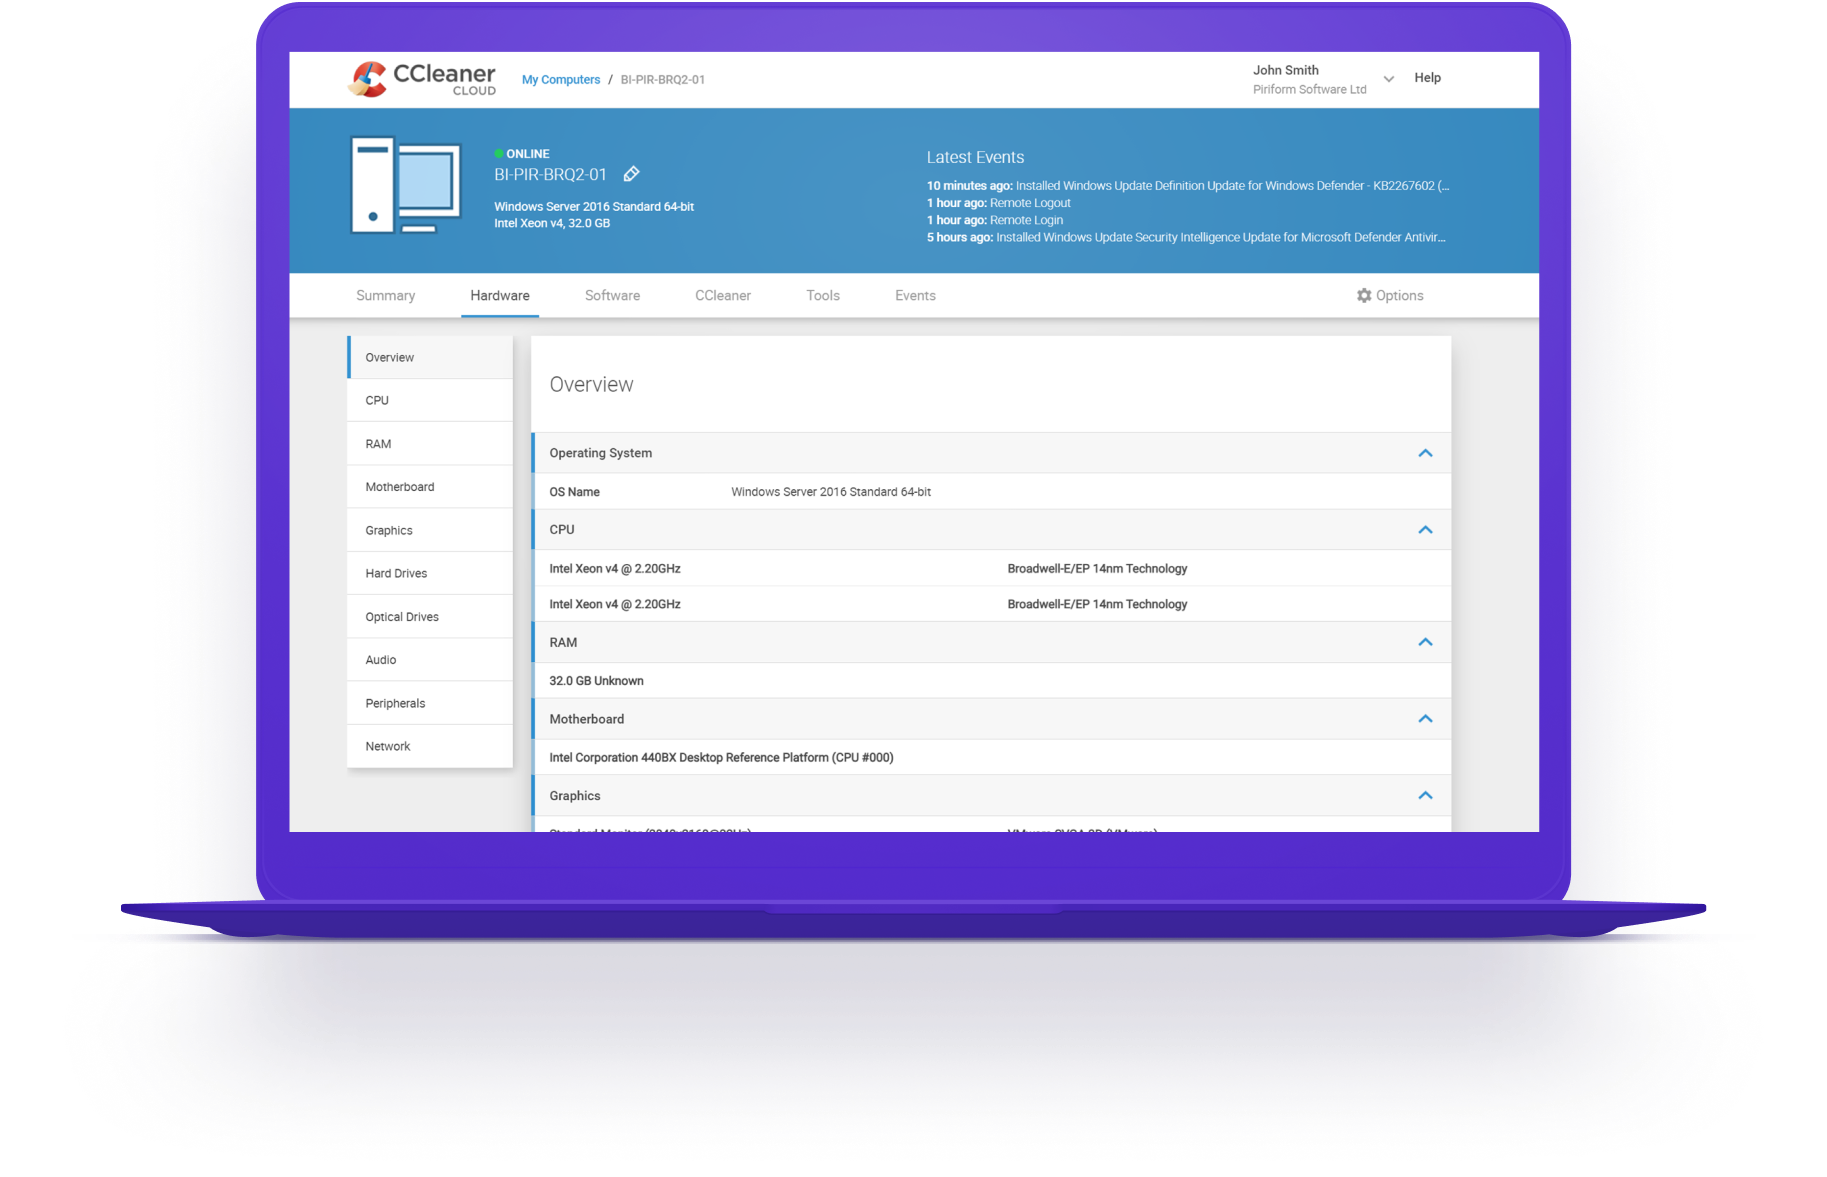 CCleaner
CLOUD
My Computers / BI-PIR-BRQ2-01
John Smith
Piriform Software Ltd
Help
ONLINE
BI-PIR-BRQ2-01
Windows Server 2016 Standard 64-bit
Intel Xeon v4, 32.0 GB
Latest Events
10 minutes ago: Installed Windows Update Definition Update for Windows Defender - KB2267602 (...
1 hour ago: Remote Logout
1 hour ago: Remote Login
5 hours ago: Installed Windows Update Security Intelligence Update for Microsoft Defender Antivir...
Summary Hardware Software CCleaner Tools Events Options
Overview
CPU
RAM
Motherboard
Graphics
Hard Drives
Optical Drives
Audio
Peripherals
Network
Overview
Operating System
OS Name Windows Server 2016 Standard 64-bit
CPU
Intel Xeon v4 @ 2.20GHz Broadwell-E/EP 14nm Technology
Intel Xeon v4 @ 2.20GHz Broadwell-E/EP 14nm Technology
RAM
32.0 GB Unknown
Motherboard
Intel Corporation 440BX Desktop Reference Platform (CPU #000)
Graphics
Standard Monitor